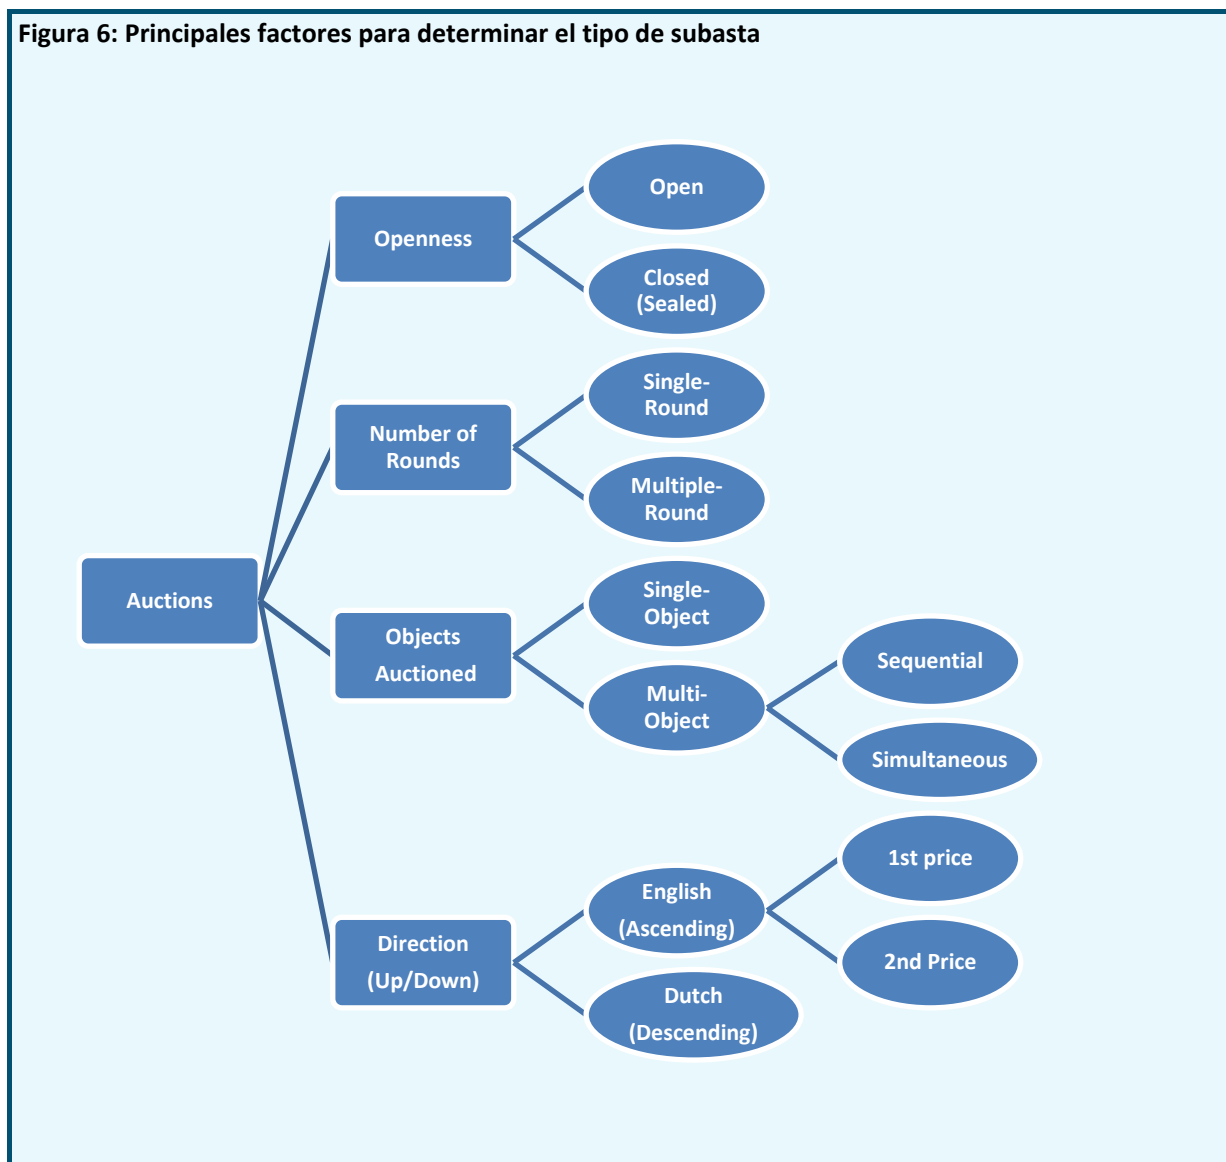 Figura 6: Principales factores para determinar el tipo de subasta
Auctions
Openness
Open
Closed
(Sealed)
Number of
Rounds
Single-
Round
Multiple-
Round
Objects
Auctioned
Single-
Object
Multi-
Object
Sequential
Simultaneous
Direction
(Up/Down)
English
(Ascending)
1st price
2nd Price
Dutch
(Descending)